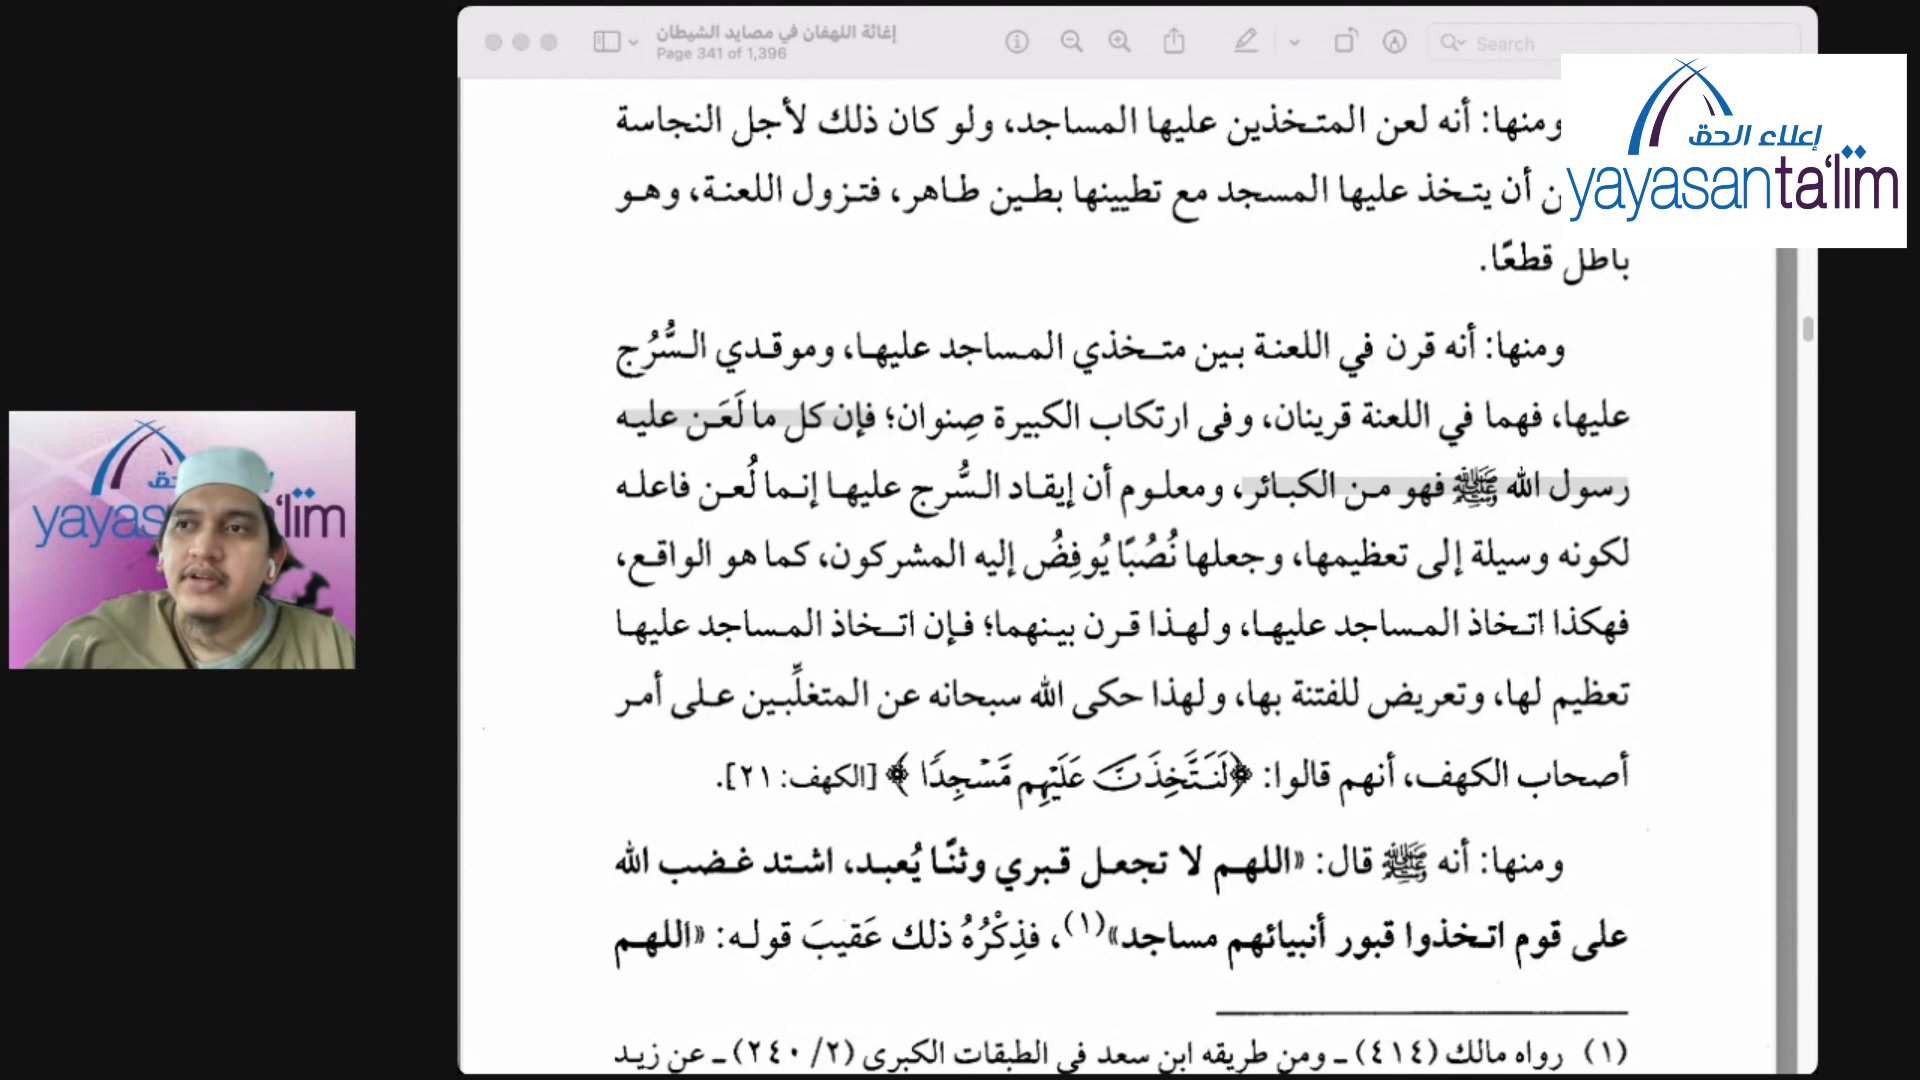 إغاثة اللهفان في مصايد الشيطان
Page 341 of 1,396
Search
إعلاء الحق
yayasanta'lim
ومنها: أنه لعن المتخذين عليها المساجد، ولو كان ذلك لأجل النجاسة
أن يتخذ عليها المسجد مع تطيينها بطين طاهر، فتزول اللعنة، وهو
باطل قطعًا.
ومنها: أنه قرن في اللعنة بين متخذي المساجد عليها، وموقدي السُّرُج
عليها، فهما في اللعنة قرينان، وفى ارتكاب الكبيرة صِنوان؛ فإن كل ما لَعَن عليه
رسول الله ﷺ فهو من الكبائر، ومعلوم أن إيقاد السُّرج عليها إنما لُعن فاعله
لكونه وسيلة إلى تعظيمها، وجعلها نُصُبًا يُوفِضُ إليه المشركون، كما هو الواقع،
فهكذا اتخاذ المساجد عليها، ولهذا قرن بينهما؛ فإن اتخاذ المساجد عليها
تعظيم لها، وتعريض للفتنة بها، ولهذا حكى الله سبحانه عن المتغلِّبين على أمر
أصحاب الكهف، أنهم قالوا: ﴿لَنَتَّخِذَنَّ عَلَيْهِم مَّسْجِدًا﴾ [الكهف: ٢١].
ومنها: أنه ﷺ قال: «اللهم لا تجعل قبري وثنًا يُعبد، اشتد غضب الله
على قوم اتخذوا قبور أنبيائهم مساجد»(١)، فذِكْرُهُ ذلك عَقيبَ قوله: «اللهم
(١) رواه مالك (٤١٤) ـ ومن طريقه ابن سعد في الطبقات الكبرى (٢/ ٢٤٠) ـ عن زيد